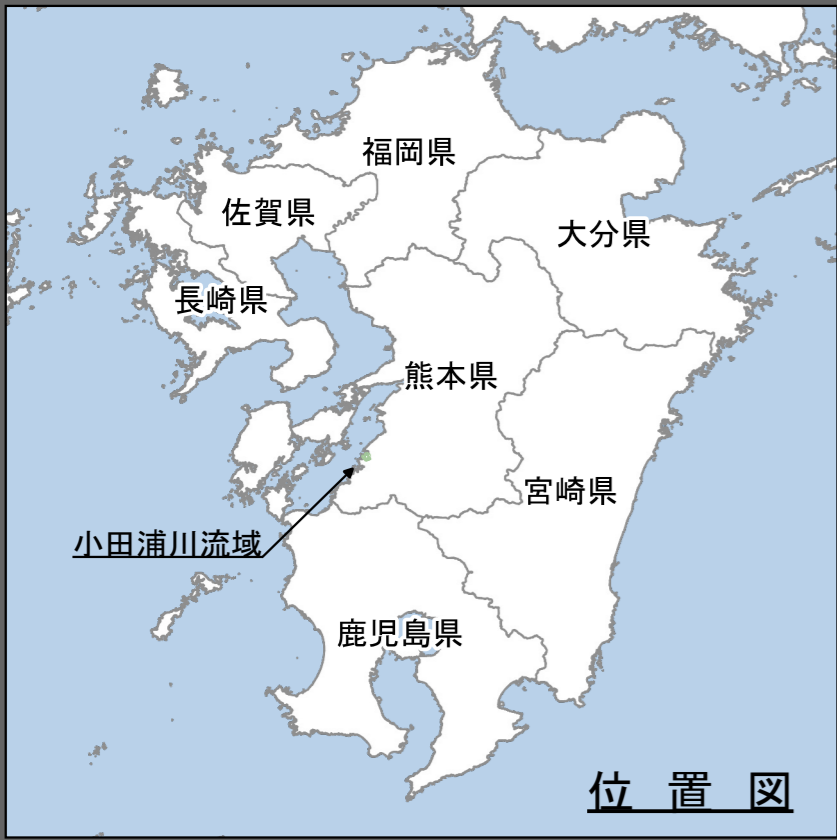 福岡県
佐賀県
大分県
長崎県
熊本県
宮崎県
小田浦川流域
鹿児島県
位置図